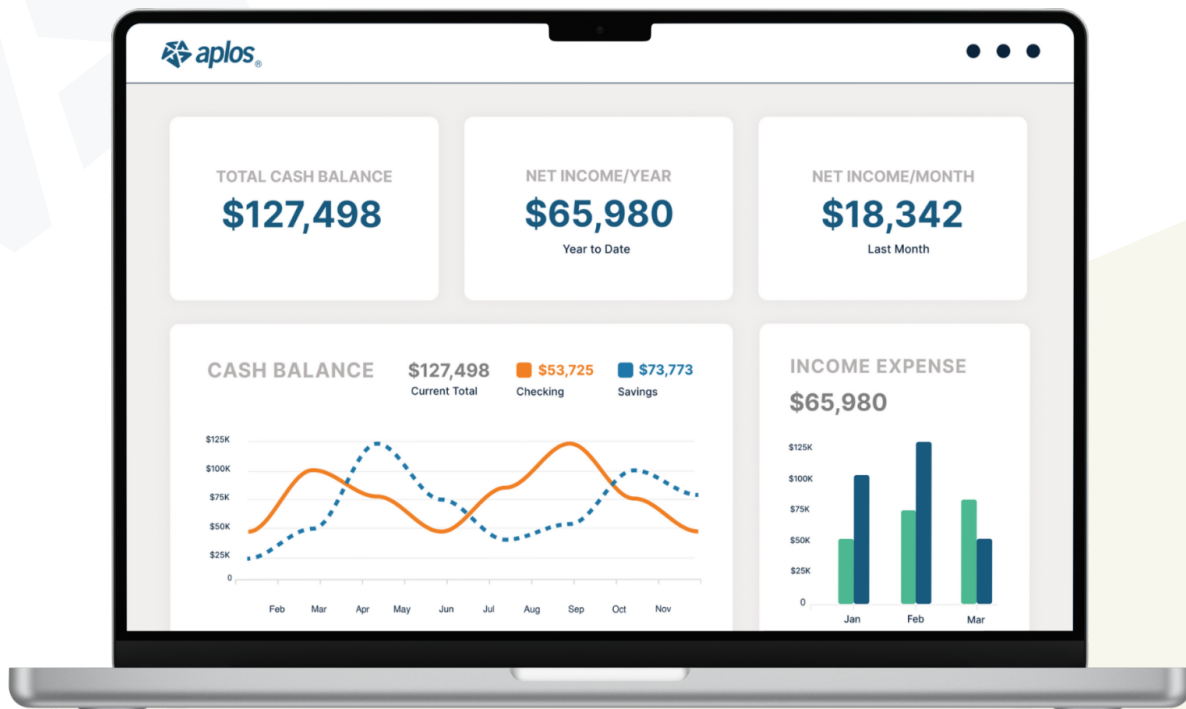 aplos®
TOTAL CASH BALANCE
$127,498
NET INCOME/YEAR
$65,980
Year to Date
NET INCOME/MONTH
$18,342
Last Month
CASH BALANCE
$127,498
Current Total
$53,725
Checking
$73,773
Savings
$125K
$100K
$75K
$50K
$25K
0
Feb Mar Apr May Jun Jul Aug Sep Oct Nov
INCOME EXPENSE
$65,980
$125K
$100K
$75K
$50K
$25K
0
Jan Feb Mar